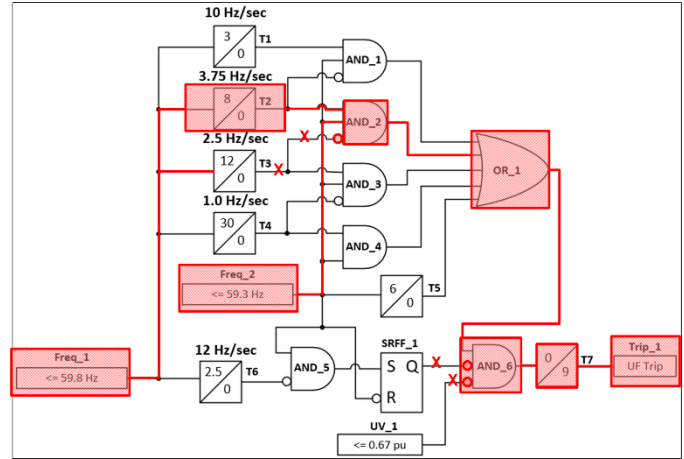 10 Hz/sec
3
0
T1
AND_1
3.75 Hz/sec
8
0
T2
AND_2
X
2.5 Hz/sec
12
0
T3
X
AND_3
OR_1
1.0 Hz/sec
30
0
T4
AND_4
Freq_2
<= 59.3 Hz
6
0
T5
Freq_1
<= 59.8 Hz
12 Hz/sec
2.5
0
T6
AND_5
SRFF_1
S Q
R
X
X
AND_6
0
9
T7
Trip_1
UF Trip
UV_1
<= 0.67 pu